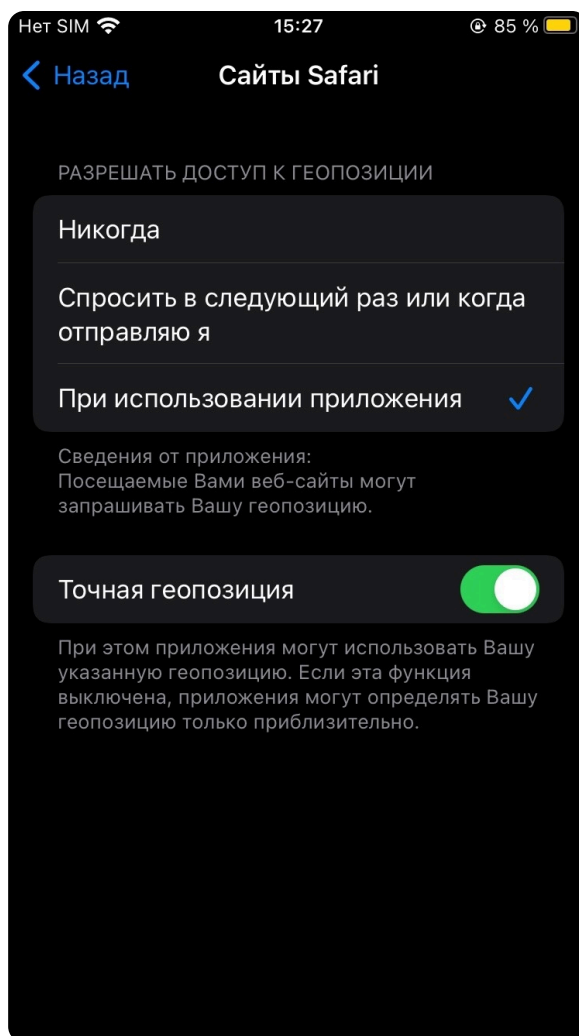 Нет SIM 15:27 85 %
Назад Сайты Safari
РАЗРЕШАТЬ ДОСТУП К ГЕОПОЗИЦИИ
Никогда
Спросить в следующий раз или когда
отправляю я
При использовании приложения
Сведения от приложения:
Посещаемые Вами веб-сайты могут
запрашивать Вашу геопозицию.
Точная геопозиция
При этом приложения могут использовать Вашу
указанную геопозицию. Если эта функция
выключена, приложения могут определять Вашу
геопозицию только приблизительно.